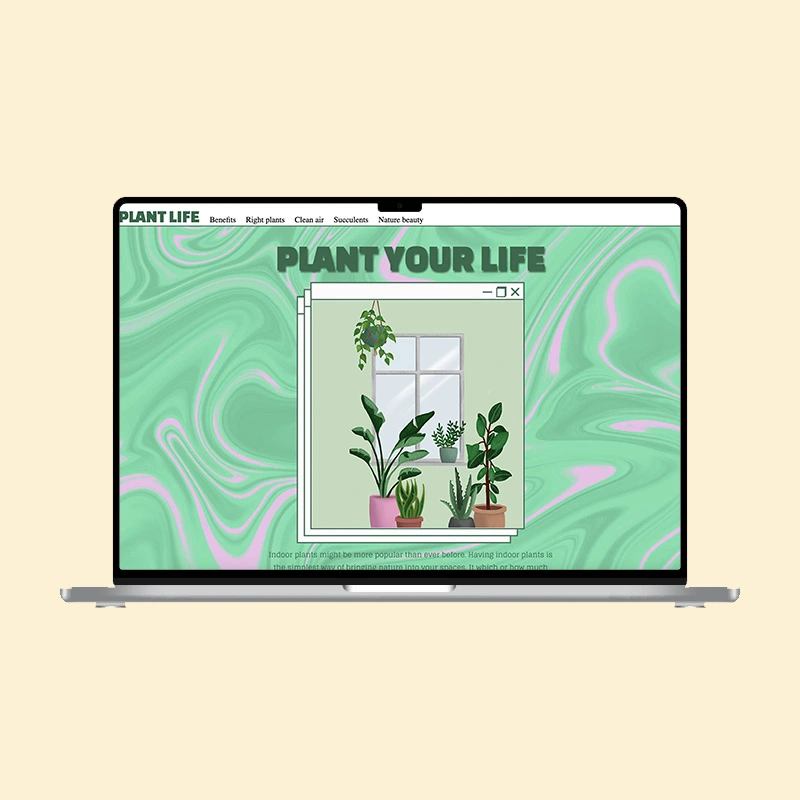 PLANT LIFE Benefits Right plants Clean air Succulents Nature beauty
PLANT YOUR LIFE
Indoor plants might be more popular than ever before. Having indoor plants is
the simplest way of bringing nature into your spaces. It which or how much